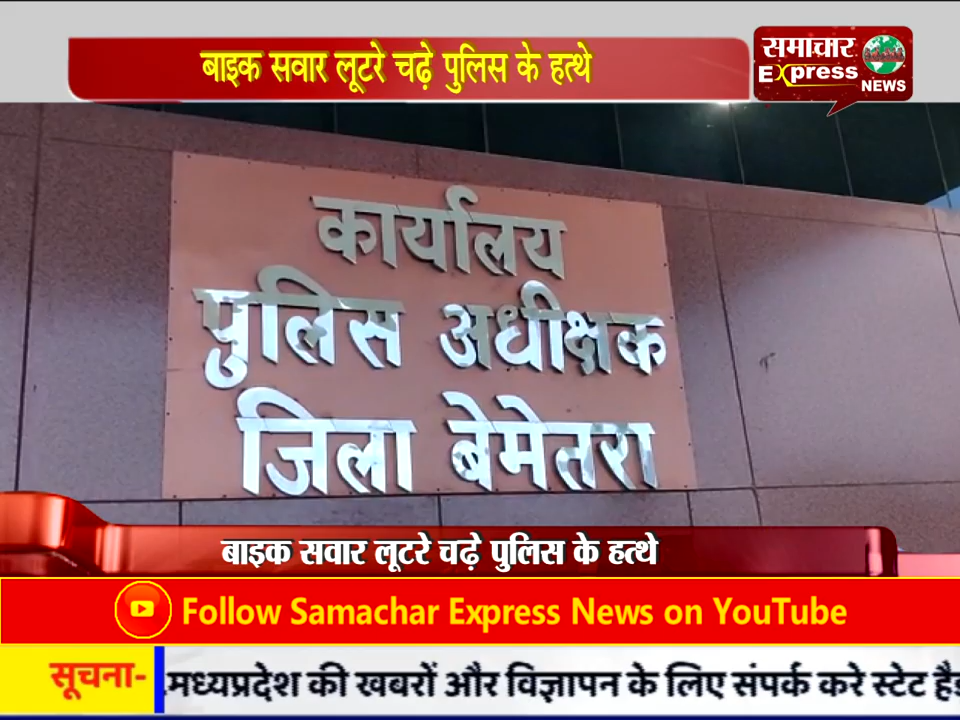 बाइक सवार लूटरे चढ़े पुलिस के हत्थे
समाचार
Express
NEWS
कार्यालय
पुलिस अधीक्षक
जिला बेमेतरा
बाइक सवार लूटरे चढ़े पुलिस के हत्थे
Follow Samachar Express News on YouTube
सूचना- .मध्यप्रदेश की खबरों और विज्ञापन के लिए संपर्क करे स्टेट